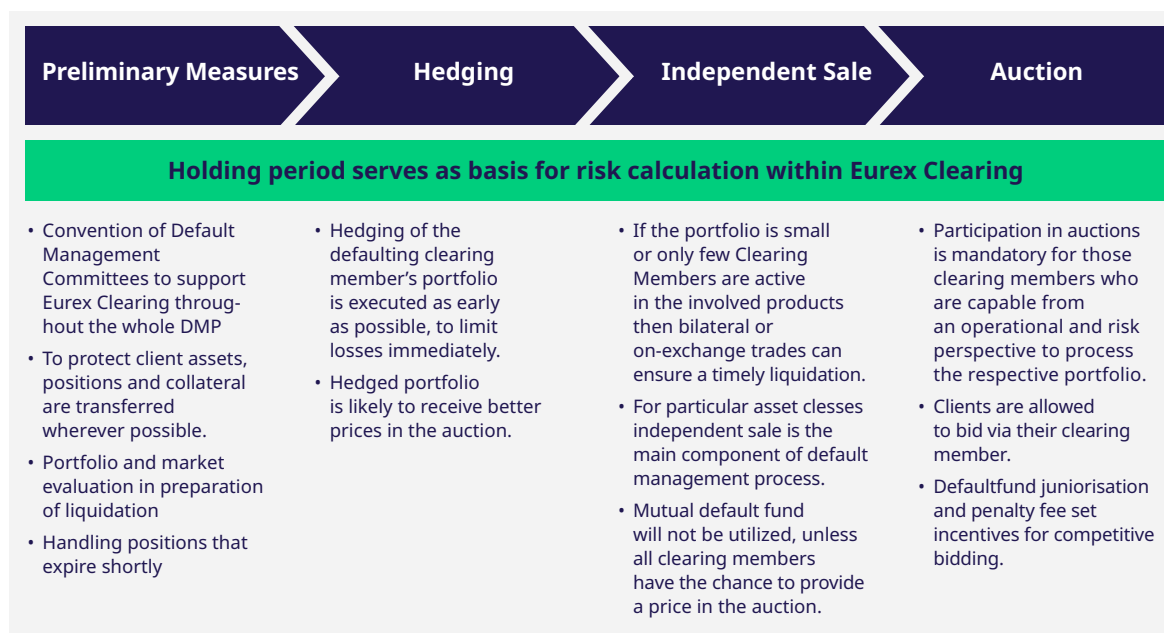 Preliminary Measures
Hedging
Independent Sale
Auction
Holding period serves as basis for risk calculation within Eurex Clearing
• Convention of Default
Management
Committees to support
Eurex Clearing throug-
hout the whole DMP
• To protect client assets,
positions and collateral
are transferred
wherever possible.
• Portfolio and market
evaluation in preparation
of liquidation
• Handling positions that
expire shortly
• Hedging of the
defaulting clearing
member’s portfolio
is executed as early
as possible, to limit
losses immediately.
• Hedged portfolio
is likely to receive better
prices in the auction.
• If the portfolio is small
or only few Clearing
Members are active
in the involved products
then bilateral or
on-exchange trades can
ensure a timely liquidation.
• For particular asset clesses
independent sale is the
main component of default
management process.
• Mutual default fund
will not be utilized, unless
all clearing members
have the chance to provide
a price in the auction.
• Participation in auctions
is mandatory for those
clearing members who
are capable from
an operational and risk
perspective to process
the respective portfolio.
• Clients are allowed
to bid via their clearing
member.
• Defaultfund juniorisation
and penalty fee set
incentives for competitive
bidding.